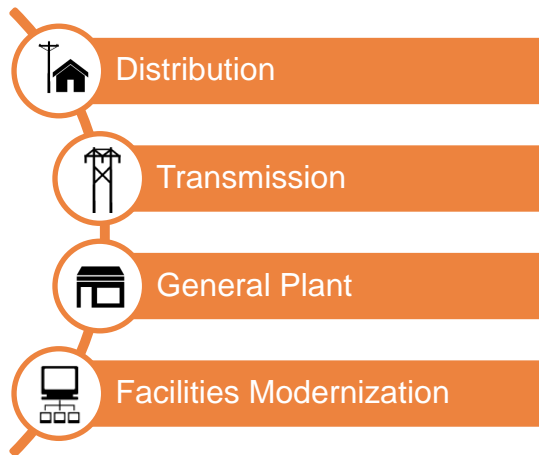 Distribution
Transmission
General Plant
Facilities Modernization